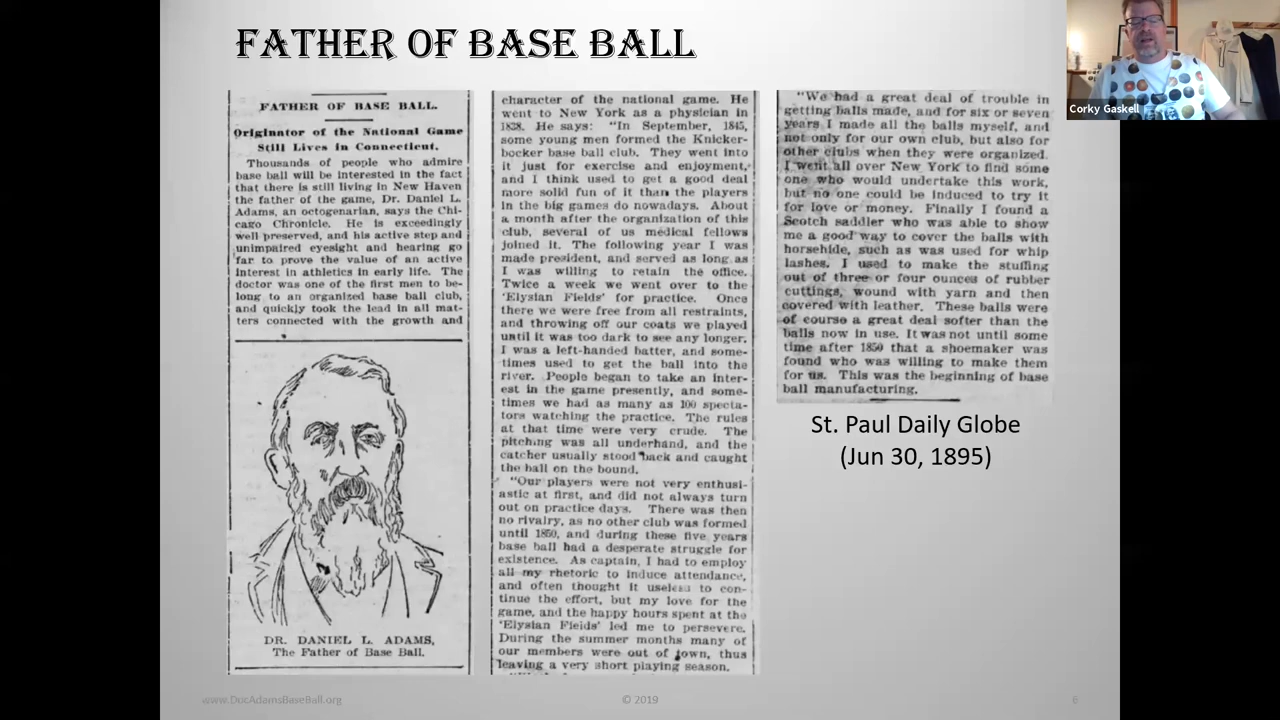 FATHER OF BASE BALL
FATHER OF BASE BALL.
Originator of the National Game
Still Lives in Connecticut.
Thousands of people who admire
base ball will be interested in the fact
that there is still living in New Haven
the father of the game, Dr. Daniel L.
Adams, an octogenarian, says the Chi-
cago Chronicle. He is exceedingly
well preserved, and his active step and
unimpaired eyesight and hearing go
far to prove the value of an active
interest in athletics in early life. The
doctor was one of the first men to be-
long to an organized base ball club,
and quickly took the lead in all mat-
ters connected with the growth and
DR. DANIEL L. ADAMS,
The Father of Base Ball.
character of the national game. He
went to New York as a physician in
1838. He says: "In September, 1845,
some young men formed the Knicker-
bocker base ball club. They went into
it just for exercise and enjoyment,
and I think used to get a good deal
more solid fun of it than the players
in the big games do nowadays. About
a month after the organization of this
club, several of us medical fellows
joined it. The following year I was
made president, and served as long as
I was willing to retain the office.
Twice a week we went over to the
'Elysian Fields' for practice. Once
there we were free from all restraints,
and throwing off our coats we played
until it was too dark to see any longer.
I was a left-handed batter, and some-
times used to get the ball into the
river. People began to take an inter-
est in the game presently, and some-
times we had as many as 100 specta-
tors watching the practice. The rules
at that time were very crude. The
pitching was all underhand, and the
catcher usually stood back and caught
the ball on the bound.
"Our players were not very enthusi-
astic at first, and did not always turn
out on practice days. There was then
no rivalry, as no other club was formed
until 1850, and during these five years
base ball had a desperate struggle for
existence. As captain, I had to employ
all my rhetoric to induce attendance,
and often thought it useless to con-
tinue the effort, but my love for the
game, and the happy hours spent at the
'Elysian Fields' led me to persevere.
During the summer months many of
our members were out of town, thus
leaving a very short playing season.
"We had a great deal of trouble in
getting balls made, and for six or seven
years I made all the balls myself, and
not only for our own club, but also for
other clubs when they were organized.
I went all over New York to find some
one who would undertake this work,
but no one could be induced to try it
for love or money. Finally I found a
Scotch saddler who was able to show
me a good way to cover the balls with
horsehide, such as was used for whip
lashes. I used to make the stuffing
out of three or four ounces of rubber
cuttings, wound with yarn and then
covered with leather. These balls were
of course a great deal softer than the
balls now in use. It was not until some
time after 1850 that a shoemaker was
found who was willing to make them
for us. This was the beginning of base
ball manufacturing.
St. Paul Daily Globe
(Jun 30, 1895)
Corky Gaskell
www.DocAdamsBaseBall.org
© 2019
6